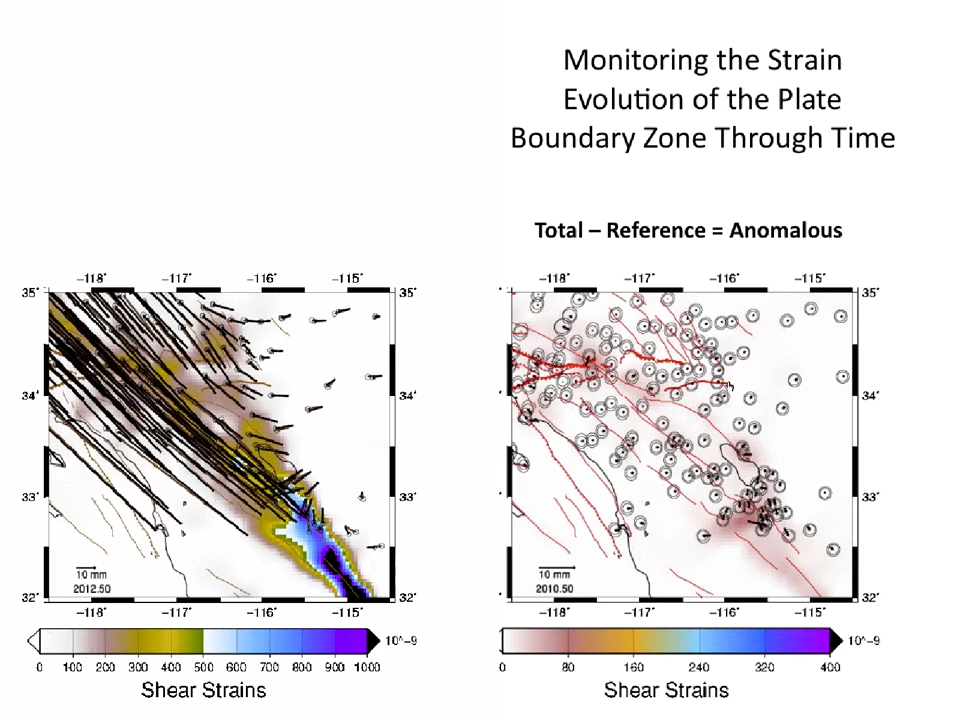 Monitoring the Strain
Evolution of the Plate
Boundary Zone Through Time
Total – Reference = Anomalous
-118° -117° -116° -115°
35°
34°
33°
32°
10 mm
2012.50
-118° -117° -116° -115°
10^-9
0 100 200 300 400 500 600 700 800 900 1000
Shear Strains
-118° -117° -116° -115°
35°
34°
33°
32°
10 mm
2010.50
-118° -117° -116° -115°
10^-9
0 80 160 240 320 400
Shear Strains